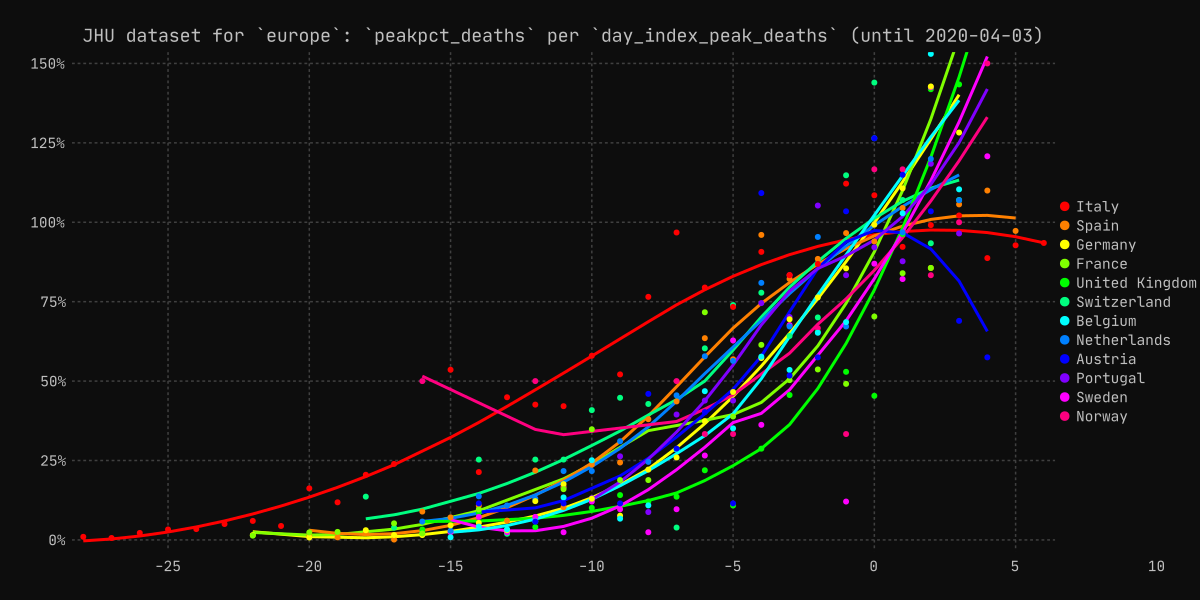 JHU dataset for `europe`: `peakpct_deaths` per `day_index_peak_deaths` (until 2020-04-03)
150%
125%
100%
75%
50%
25%
0%
Italy
Spain
Germany
France
United Kingdom
Switzerland
Belgium
Netherlands
Austria
Portugal
Sweden
Norway
-25 -20 -15 -10 -5 0 5 10